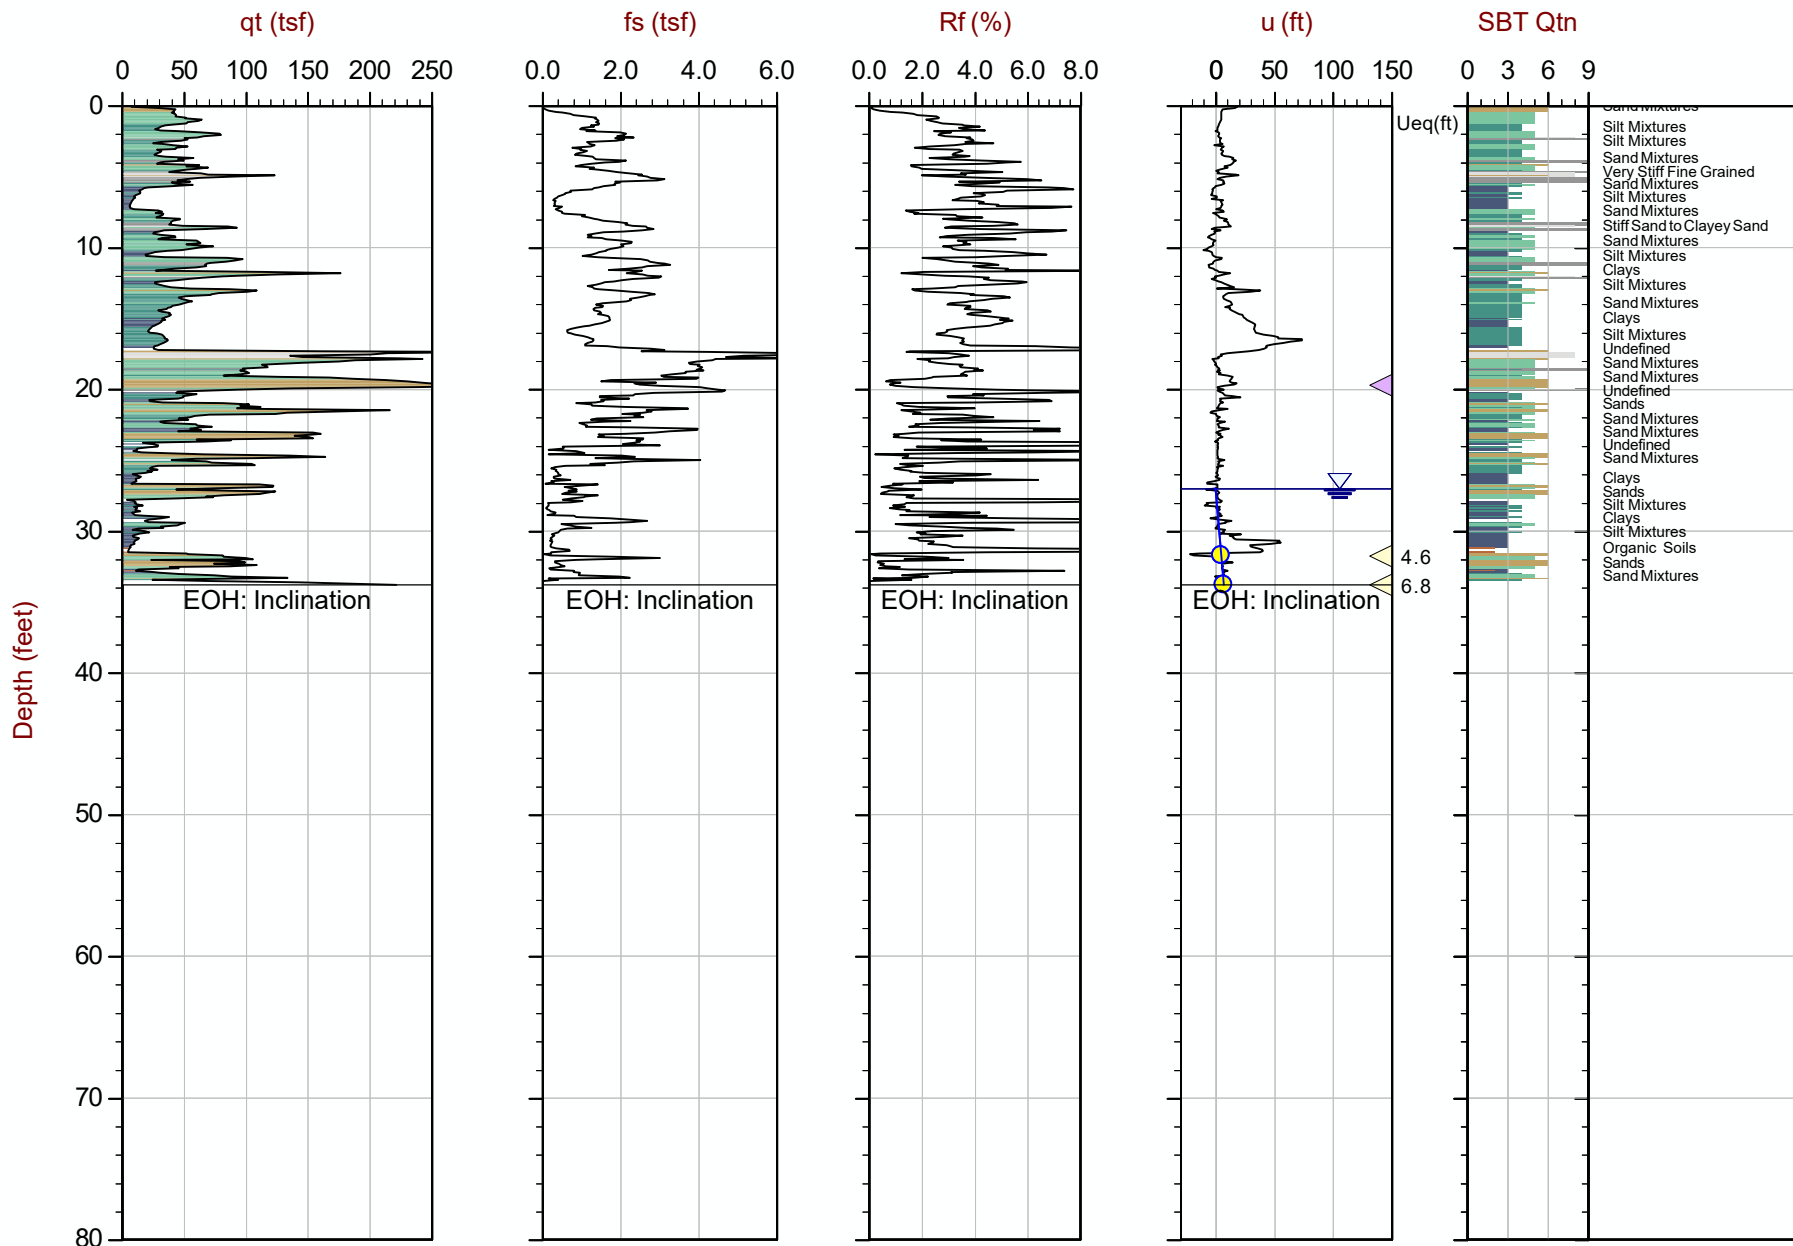 qt (tsf) fs (tsf) Rf (%) u (ft) SBT Qtn
0 50 100 150 200 250 0.0 2.0 4.0 6.0 0.0 2.0 4.0 6.0 8.0 0 50 100 150 0 3 6 9
0
Sand Mixtures
Ueq(ft)
Silt Mixtures
Silt Mixtures
Sand Mixtures
Very Stiff Fine Grained
Sand Mixtures
Silt Mixtures
Sand Mixtures
Stiff Sand to Clayey Sand
Sand Mixtures
10
Silt Mixtures
Clays
Silt Mixtures
Sand Mixtures
Clays
Silt Mixtures
Undefined
Sand Mixtures
Sand Mixtures
20
Undefined
Sands
Sand Mixtures
Sand Mixtures
Undefined
Sand Mixtures
Clays
Sands
Silt Mixtures
Clays
30
Silt Mixtures
Organic Soils
4.6
Sands
Sand Mixtures
6.8
EOH: Inclination EOH: Inclination EOH: Inclination EOH: Inclination
Depth (feet)
40
50
60
70
80